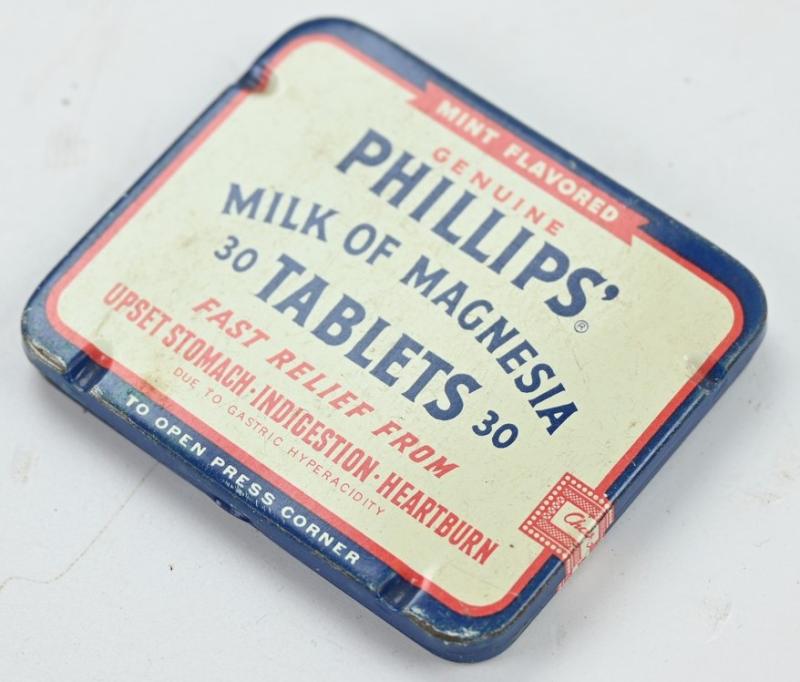 MINT FLAVORED
GENUINE
PHILLIPS'®
MILK OF MAGNESIA
30 TABLETS 30
FAST RELIEF FROM
UPSET STOMACH · INDIGESTION · HEARTBURN
DUE TO GASTRIC HYPERACIDITY
TO OPEN PRESS CORNER